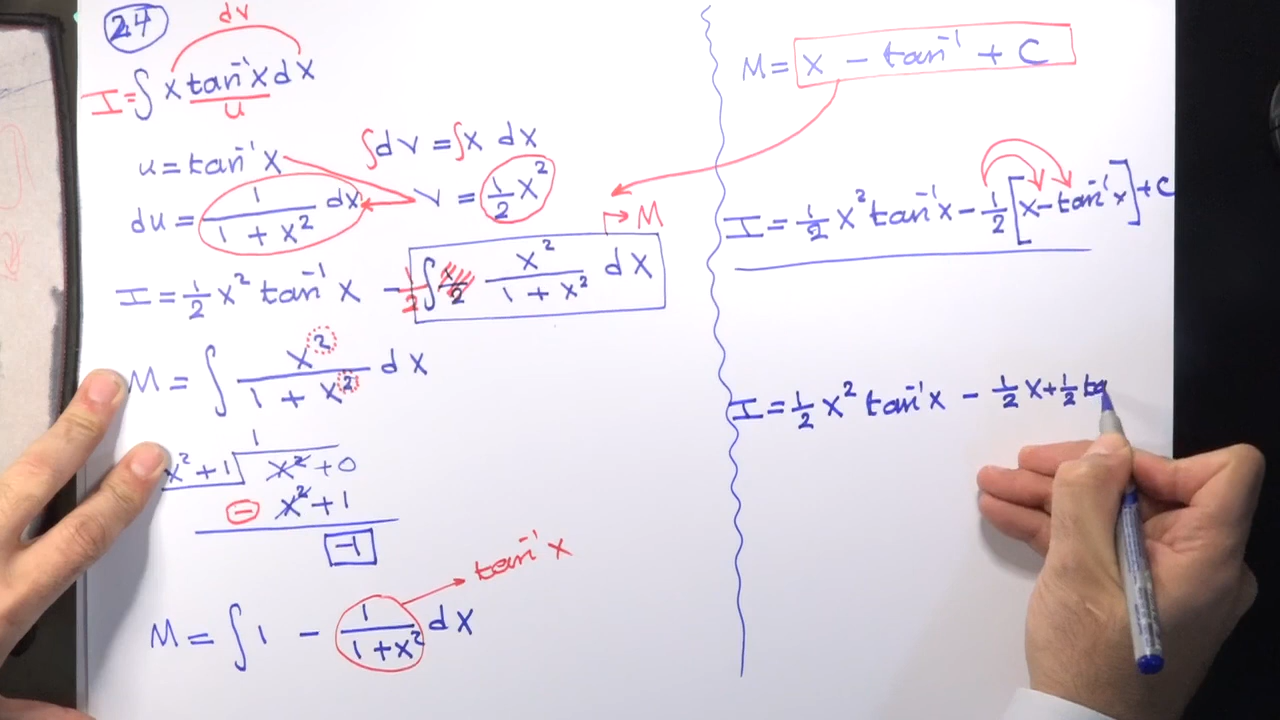 24
dv
I=∫x tan⁻¹x dx
u
u=tan⁻¹x
∫dv=∫x dx
du = 1/(1+x²) dx
v = 1/2 x²
M
I = 1/2 x² tan⁻¹x - 1/2 ∫ x²/(1+x²) dx
M = ∫ x²/(1+x²) dx
1
x²+1 x²+0
- x²+1
-1
tan⁻¹x
M = ∫ 1 - 1/(1+x²) dx
M = x - tan⁻¹ + C
I = 1/2 x² tan⁻¹x - 1/2 [x - tan⁻¹x] + C
I = 1/2 x² tan⁻¹x - 1/2 x + 1/2 ta